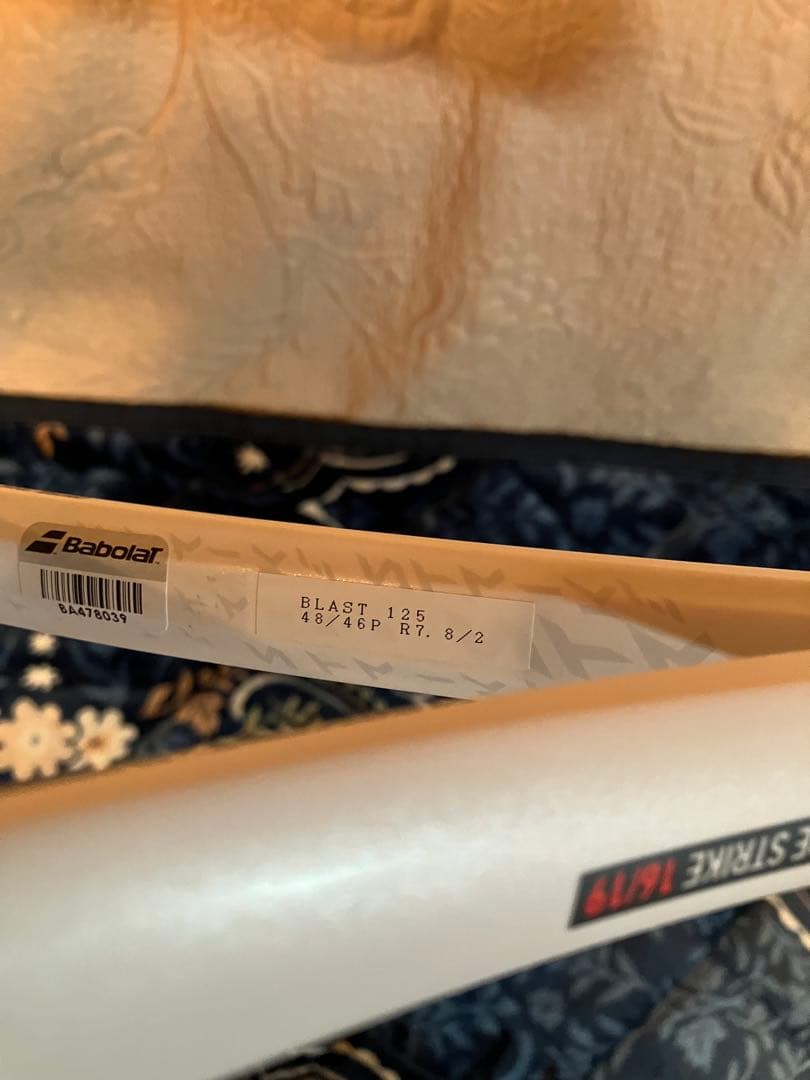 Babolat
BA478039
BLAST 125
48/46P R7. 8/2
E STRIKE 16/19